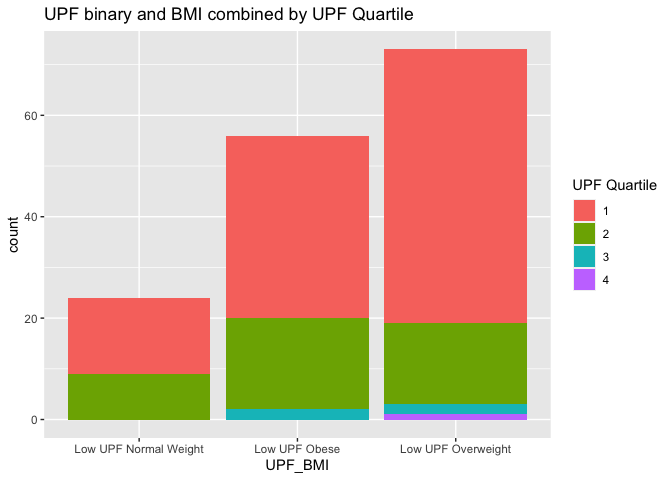 UPF binary and BMI combined by UPF Quartile
count
60
40
20
0
Low UPF Normal Weight
Low UPF Obese
Low UPF Overweight
UPF_BMI
UPF Quartile
1
2
3
4